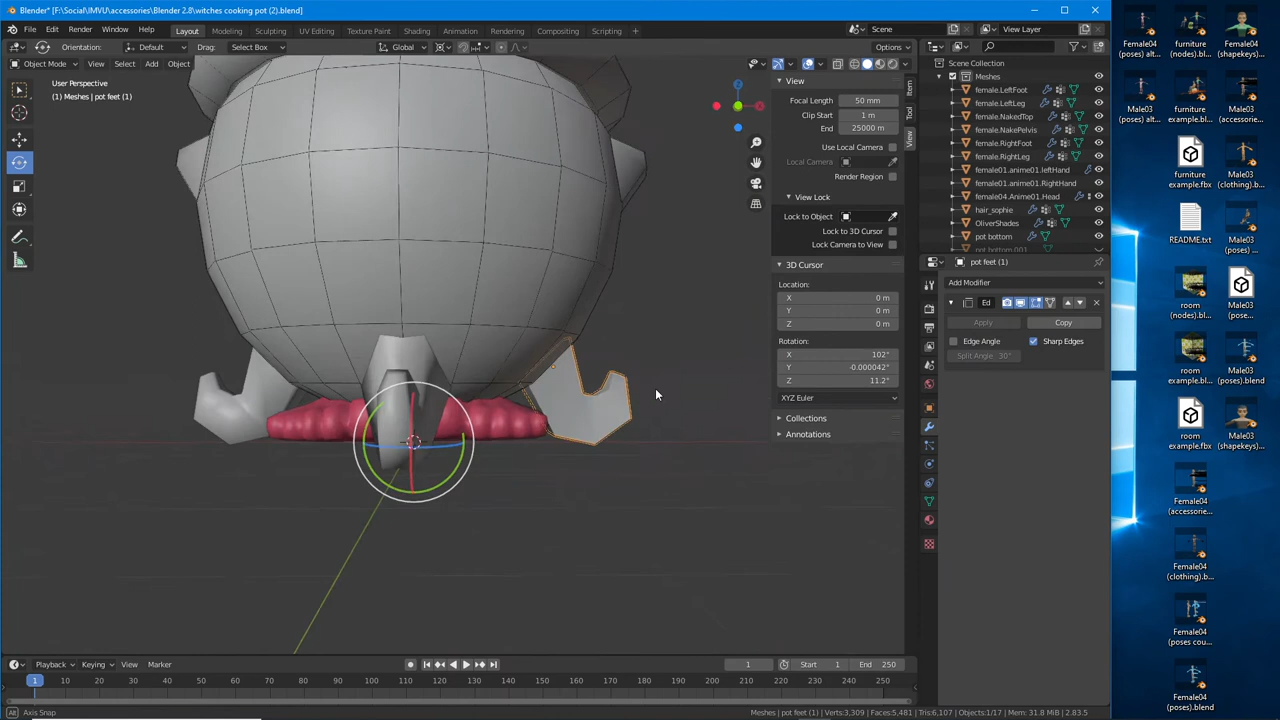 Blender* [F:\Social\IMVU\accessories\Blender 2.8\witches cooking pot (2).blend]
File Edit Render Window Help Layout Modeling Sculpting UV Editing Texture Paint Shading Animation Rendering Compositing Scripting + Scene View Layer
Orientation: Default Drag: Select Box Global Options
Object Mode View Select Add Object
User Perspective
(1) Meshes | pot feet (1)
View
Focal Length 50 mm
Clip Start 1 m
End 25000 m
Use Local Camera
Local Camera
Render Region
View Lock
Lock to Object
Lock to 3D Cursor
Lock Camera to View
3D Cursor
Location:
X 0 m
Y 0 m
Z 0 m
Rotation:
X 102°
Y -0.000042°
Z 11.2°
XYZ Euler
Collections
Annotations
Item
Tool
View
Scene Collection
Meshes
female.LeftFoot
female.LeftLeg
female.NakedTop
female.NakePelvis
female.RightFoot
female.RightLeg
female01.anime01.leftHand
female01.anime01.RightHand
female04.Anime01.Head
hair_sophie
OliverShades
pot bottom
pot bottom.001
pot feet (1)
Add Modifier
Ed
Apply Copy
Edge Angle Sharp Edges
Split Angle 30°
Playback Keying View Marker 1 Start 1 End 250
1 10 20 30 40 50 60 70 80 90 100 110 120 130 140 150 160 170 180 190 200 210 220 230 240 250
Axis Snap
Meshes | pot feet (1) | Verts:3,309 | Faces:5,481 | Tris:6,107 | Objects:1/17 | Mem: 31.8 MiB | 2.83.5
Female04 (poses) alt...
furniture (nodes).bl...
Female04 (shapekeys)...
Male03 (poses) alt...
furniture example.bl...
Male03 (accessorie...
furniture example.fbx
Male03 (clothing).b...
README.txt
Male03 (poses) ...
room (nodes).bl...
Male03 (pose...
room example.bl...
Male03 (poses).blend
room example.fbx
Male03 (shapekeys)...
Female04 (accessorie...
Female04 (clothing).b...
Female04 (poses cou...
Female04 (poses).blend